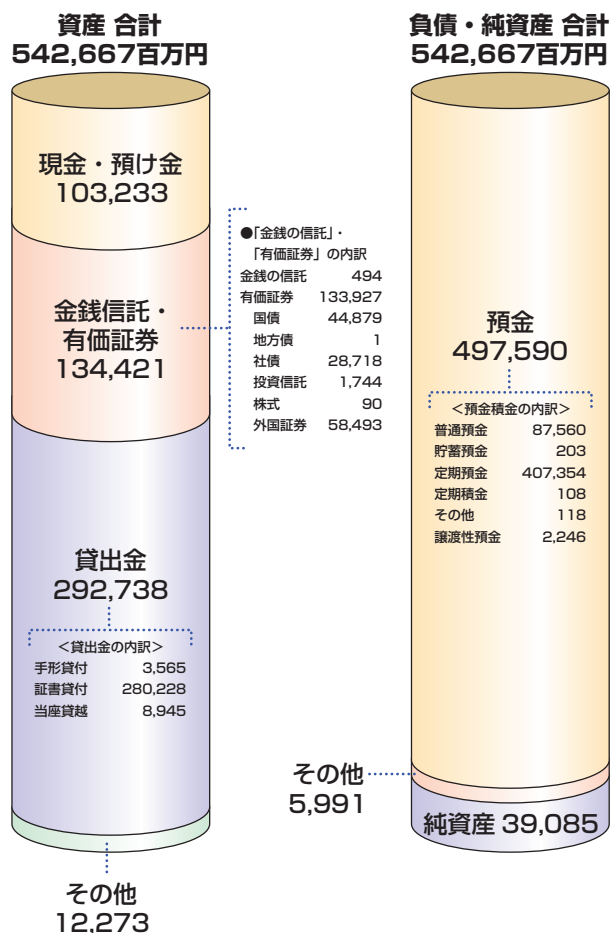 資産 合計
542,667百万円
現金・預け金
103,233
金銭信託・
有価証券
134,421
●「金銭の信託」・
「有価証券」の内訳
金銭の信託 494
有価証券 133,927
国債 44,879
地方債 1
社債 28,718
投資信託 1,744
株式 90
外国証券 58,493
貸出金
292,738
＜貸出金の内訳＞
手形貸付 3,565
証書貸付 280,228
当座貸越 8,945
その他
12,273
負債・純資産 合計
542,667百万円
預金
497,590
＜預金積金の内訳＞
普通預金 87,560
貯蓄預金 203
定期預金 407,354
定期積金 108
その他 118
譲渡性預金 2,246
その他
5,991
純資産 39,085